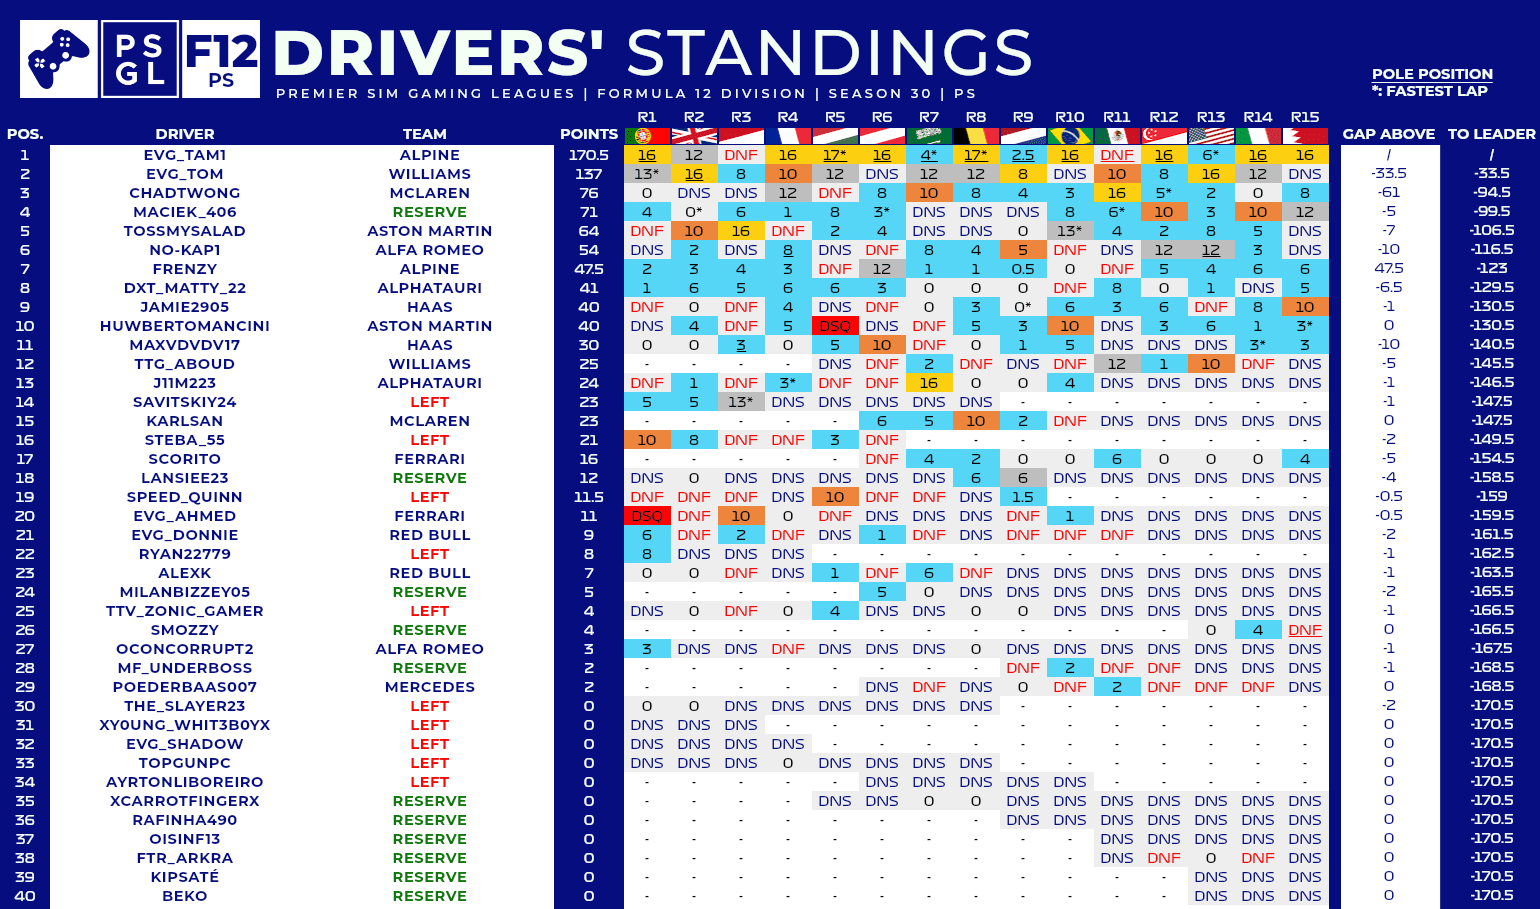 PS
GL
F12
PS
DRIVERS' STANDINGS
PREMIER SIM GAMING LEAGUES | FORMULA 12 DIVISION | SEASON 30 | PS
POLE POSITION
*: FASTEST LAP
R1 R2 R3 R4 R5 R6 R7 R8 R9 R10 R11 R12 R13 R14 R15
POS. DRIVER TEAM POINTS GAP ABOVE TO LEADER
1 EVG_TAM1 ALPINE 170.5 16 12 DNF 16 17* 16 4* 17* 2.5 16 DNF 16 6* 16 16 / /
2 EVG_TOM WILLIAMS 137 13* 16 8 10 12 DNS 12 12 8 DNS 10 8 16 12 DNS -33.5 -33.5
3 CHADTWONG MCLAREN 76 0 DNS DNS 12 DNF 8 10 8 4 3 16 5* 2 0 8 -61 -94.5
4 MACIEK_406 RESERVE 71 4 0* 6 1 8 3* DNS DNS DNS 8 6* 10 3 10 12 -5 -99.5
5 TOSSMYSALAD ASTON MARTIN 64 DNF 10 16 DNF 2 4 DNS DNS 0 13* 4 2 8 5 DNS -7 -106.5
6 NO-KAP1 ALFA ROMEO 54 DNS 2 DNS 8 DNS DNF 8 4 5 DNF DNS 12 12 3 DNS -10 -116.5
7 FRENZY ALPINE 47.5 2 3 4 3 DNF 12 1 1 0.5 0 DNF 5 4 6 6 47.5 -123
8 DXT_MATTY_22 ALPHATAURI 41 1 6 5 6 6 3 0 0 0 DNF 8 0 1 DNS 5 -6.5 -129.5
9 JAMIE2905 HAAS 40 DNF 0 DNF 4 DNS DNF 0 3 0* 6 3 6 DNF 8 10 -1 -130.5
10 HUWBERTOMANCINI ASTON MARTIN 40 DNS 4 DNF 5 DSQ DNS DNF 5 3 10 DNS 3 6 1 3* 0 -130.5
11 MAXVDVDV17 HAAS 30 0 0 3 0 5 10 DNF 0 1 5 DNS DNS DNS 3* 3 -10 -140.5
12 TTG_ABOUD WILLIAMS 25 - - - - DNS DNF 2 DNF DNS DNF 12 1 10 DNF DNS -5 -145.5
13 J11M223 ALPHATAURI 24 DNF 1 DNF 3* DNF DNF 16 0 0 4 DNS DNS DNS DNS DNS -1 -146.5
14 SAVITSKIY24 LEFT 23 5 5 13* DNS DNS DNS DNS DNS - - - - - - - -1 -147.5
15 KARLSAN MCLAREN 23 - - - - - 6 5 10 2 DNF DNS DNS DNS DNS DNS 0 -147.5
16 STEBA_55 LEFT 21 10 8 DNF DNF 3 DNF - - - - - - - - - -2 -149.5
17 SCORITO FERRARI 16 - - - - - DNF 4 2 0 0 6 0 0 0 4 -5 -154.5
18 LANSIEE23 RESERVE 12 DNS 0 DNS DNS DNS DNS DNS 6 6 DNS DNS DNS DNS DNS DNS -4 -158.5
19 SPEED_QUINN LEFT 11.5 DNF DNF DNF DNS 10 DNF DNF DNS 1.5 - - - - - - -0.5 -159
20 EVG_AHMED FERRARI 11 DSQ DNF 10 0 DNF DNS DNS DNS DNF 1 DNS DNS DNS DNS DNS -0.5 -159.5
21 EVG_DONNIE RED BULL 9 6 DNF 2 DNF DNS 1 DNF DNS DNF DNF DNF DNS DNS DNS DNS -2 -161.5
22 RYAN22779 LEFT 8 8 DNS DNS DNS - - - - - - - - - - - -1 -162.5
23 ALEXK RED BULL 7 0 0 DNF DNS 1 DNF 6 DNF DNS DNS DNS DNS DNS DNS DNS -1 -163.5
24 MILANBIZZEY05 RESERVE 5 - - - - - 5 0 DNS DNS DNS DNS DNS DNS DNS DNS -2 -165.5
25 TTV_ZONIC_GAMER LEFT 4 DNS 0 DNF 0 4 DNS DNS 0 0 DNS DNS DNS DNS DNS DNS -1 -166.5
26 SMOZZY RESERVE 4 - - - - - - - - - - - - 0 4 DNF 0 -166.5
27 OCONCORRUPT2 ALFA ROMEO 3 3 DNS DNS DNF DNS DNS DNS 0 DNS DNS DNS DNS DNS DNS DNS -1 -167.5
28 MF_UNDERBOSS RESERVE 2 - - - - - - - - DNF 2 DNF DNF DNS DNS DNS -1 -168.5
29 POEDERBAAS007 MERCEDES 2 - - - - - DNS DNF DNS 0 DNF 2 DNF DNF DNF DNS 0 -168.5
30 THE_SLAYER23 LEFT 0 0 0 DNS DNS DNS DNS DNS DNS - - - - - - - -2 -170.5
31 XY0UNG_WHIT3B0YX LEFT 0 DNS DNS DNS - - - - - - - - - - - - 0 -170.5
32 EVG_SHADOW LEFT 0 DNS DNS DNS DNS - - - - - - - - - - - 0 -170.5
33 TOPGUNPC LEFT 0 DNS DNS DNS 0 DNS DNS DNS DNS - - - - - - - 0 -170.5
34 AYRTONLIBOREIRO LEFT 0 - - - - - DNS DNS DNS DNS DNS - - - - - 0 -170.5
35 XCARROTFINGERX RESERVE 0 - - - - DNS DNS 0 0 DNS DNS DNS DNS DNS DNS DNS 0 -170.5
36 RAFINHA490 RESERVE 0 - - - - - - - - DNS DNS DNS DNS DNS DNS DNS 0 -170.5
37 OISINF13 RESERVE 0 - - - - - - - - - - DNS DNS DNS DNS DNS 0 -170.5
38 FTR_ARKRA RESERVE 0 - - - - - - - - - - DNS DNF 0 DNF DNS 0 -170.5
39 KIPSATÉ RESERVE 0 - - - - - - - - - - - - DNS DNS DNS 0 -170.5
40 BEKO RESERVE 0 - - - - - - - - - - - - DNS DNS DNS 0 -170.5